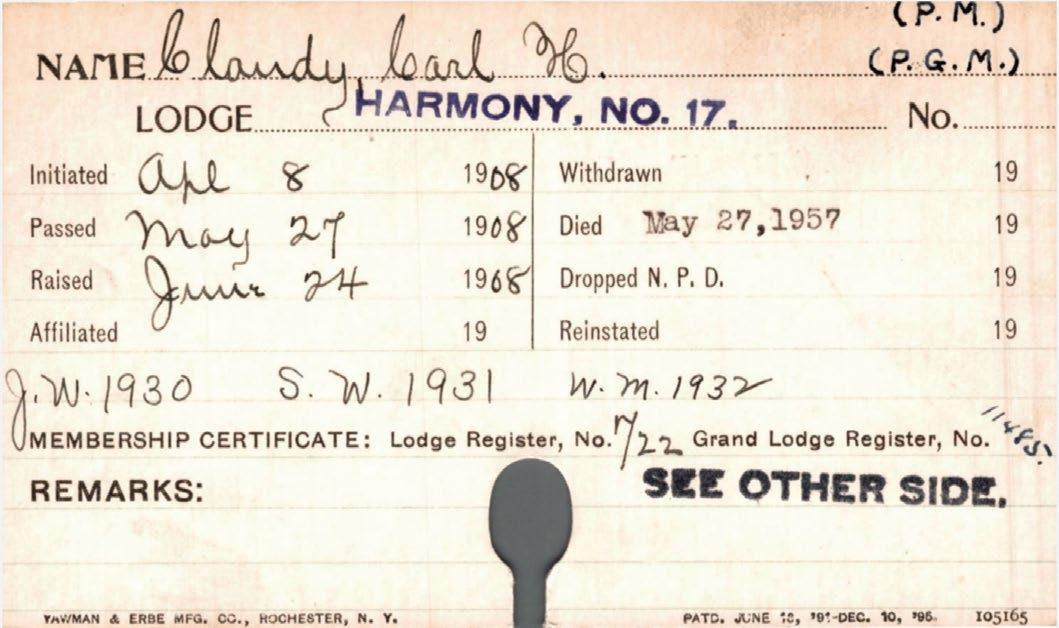 (P. M.)
NAME Claudy, Carl H. (P. G. M.)
LODGE HARMONY, NO. 17. No.
Initiated Apl 8 1908 Withdrawn 19
Passed May 27 1908 Died May 27, 1957 19
Raised June 24 1908 Dropped N. P. D. 19
Affiliated 19 Reinstated 19
J. W. 1930 S. W. 1931 W. M. 1932
MEMBERSHIP CERTIFICATE: Lodge Register, No. 722 Grand Lodge Register, No. 11485.
REMARKS: SEE OTHER SIDE.
YAWMAN & ERBE MFG. CO., ROCHESTER, N. Y. PATD. JUNE 18, '91-DEC. 10, '95. 105165